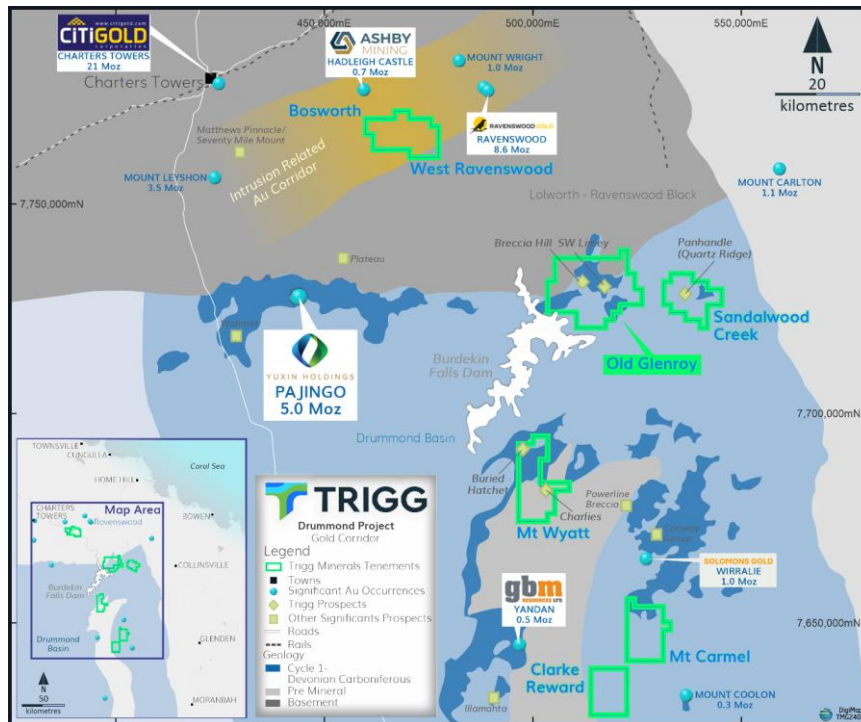 450,000mE
500,000mE
550,000mE
www.citigold.com
CITIGOLD
corporation
CHARTERS TOWERS
21 Moz
Charters Towers
ASHBY
MINING
HADLEIGH CASTLE
0.7 Moz
MOUNT WRIGHT
1.0 Moz
N
20
kilometres
Bosworth
RAVENSWOOD GOLD
RAVENSWOOD
8.6 Moz
Matthews Pinnacle/
Seventy Mile Mount
West Ravenswood
Intrusion Related
Au Corridor
MOUNT LEYSHON
3.5 Moz
MOUNT CARLTON
1.1 Moz
Lolworth - Ravenswood Block
7,750,000mN
Plateau
Breccia Hill
SW Limey
Panhandle
(Quartz Ridge)
Sandalwood
Creek
Old Glenroy
YUXIN HOLDINGS
PAJINGO
5.0 Moz
Burdekin
Falls Dam
7,700,000mN
Drummond Basin
Buried
Hatchet
Charlies
Mt Wyatt
Powerline
Breccia
SOLOMONS GOLD
WIRRALIE
1.0 Moz
gbm
RESOURCES LTD
YANDAN
0.5 Moz
7,650,000mN
Mt Carmel
Clarke
Reward
Illamahta
MOUNT COOLON
0.3 Moz
TOWNSVILLE
CUNGULLA
Coral Sea
HOME HILL
Map Area
CHARTERS
TOWERS
Ravenswood
BOWEN
COLLINSVILLE
Burdekin
Falls Dam
Drummond
Basin
GLENDEN
N
50
kilometres
MORANBAH
TRIGG
Drummond Project
Gold Corridor
Legend
Trigg Minerals Tenements
Towns
Significant Au Occurrences
Trigg Prospects
Other Significants Prospects
Roads
Rails
Geology
Cycle 1-
Devonian Carboniferous
Pre Mineral
Basement